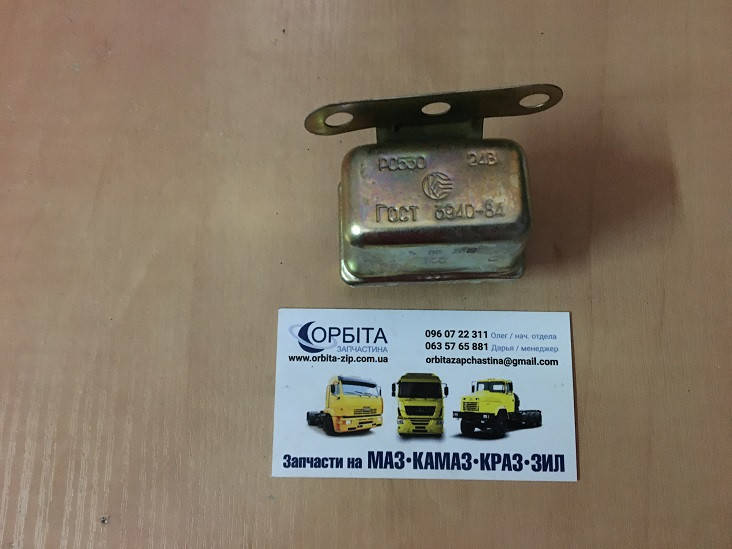 РС530 24В
ГОСТ 3940-84
ОРБІТА
ЗАПЧАСТИНА
www.orbita-zip.com.ua
096 07 22 311 Олег / нач. отдела
063 57 65 881 Дарья / менеджер
orbitazapchastina@gmail.com
Запчасти на МАЗ•КАМАЗ•КРАЗ•ЗИЛ